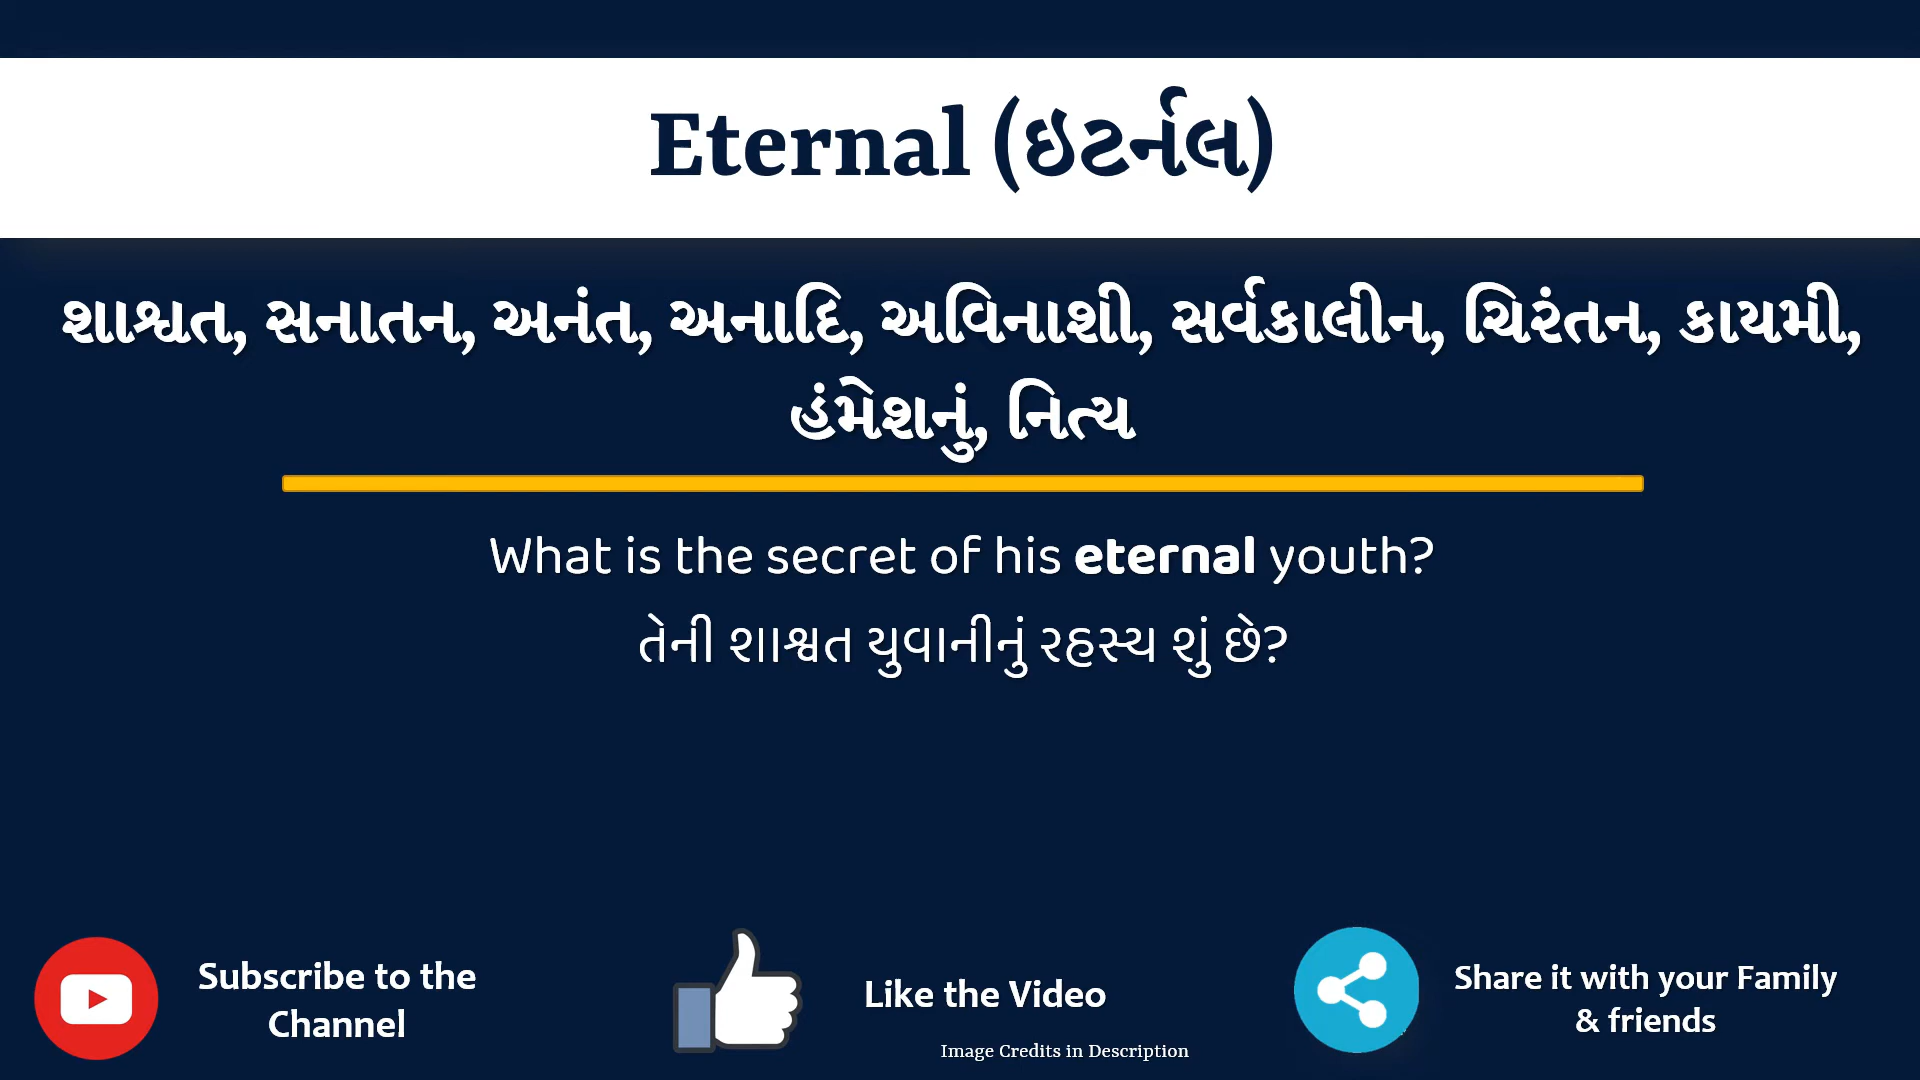 Eternal (ઇટર્નલ)
શાશ્વત, સનાતન, અનંત, અનાદિ, અવિનાશી, સર્વકાલીન, ચિરંતન, કાયમી,
હંમેશનું, નિત્ય
What is the secret of his eternal youth?
તેની શાશ્વત યુવાનીનું રહસ્ય શું છે?
Subscribe to the
Channel
Like the Video
Image Credits in Description
Share it with your Family
& friends